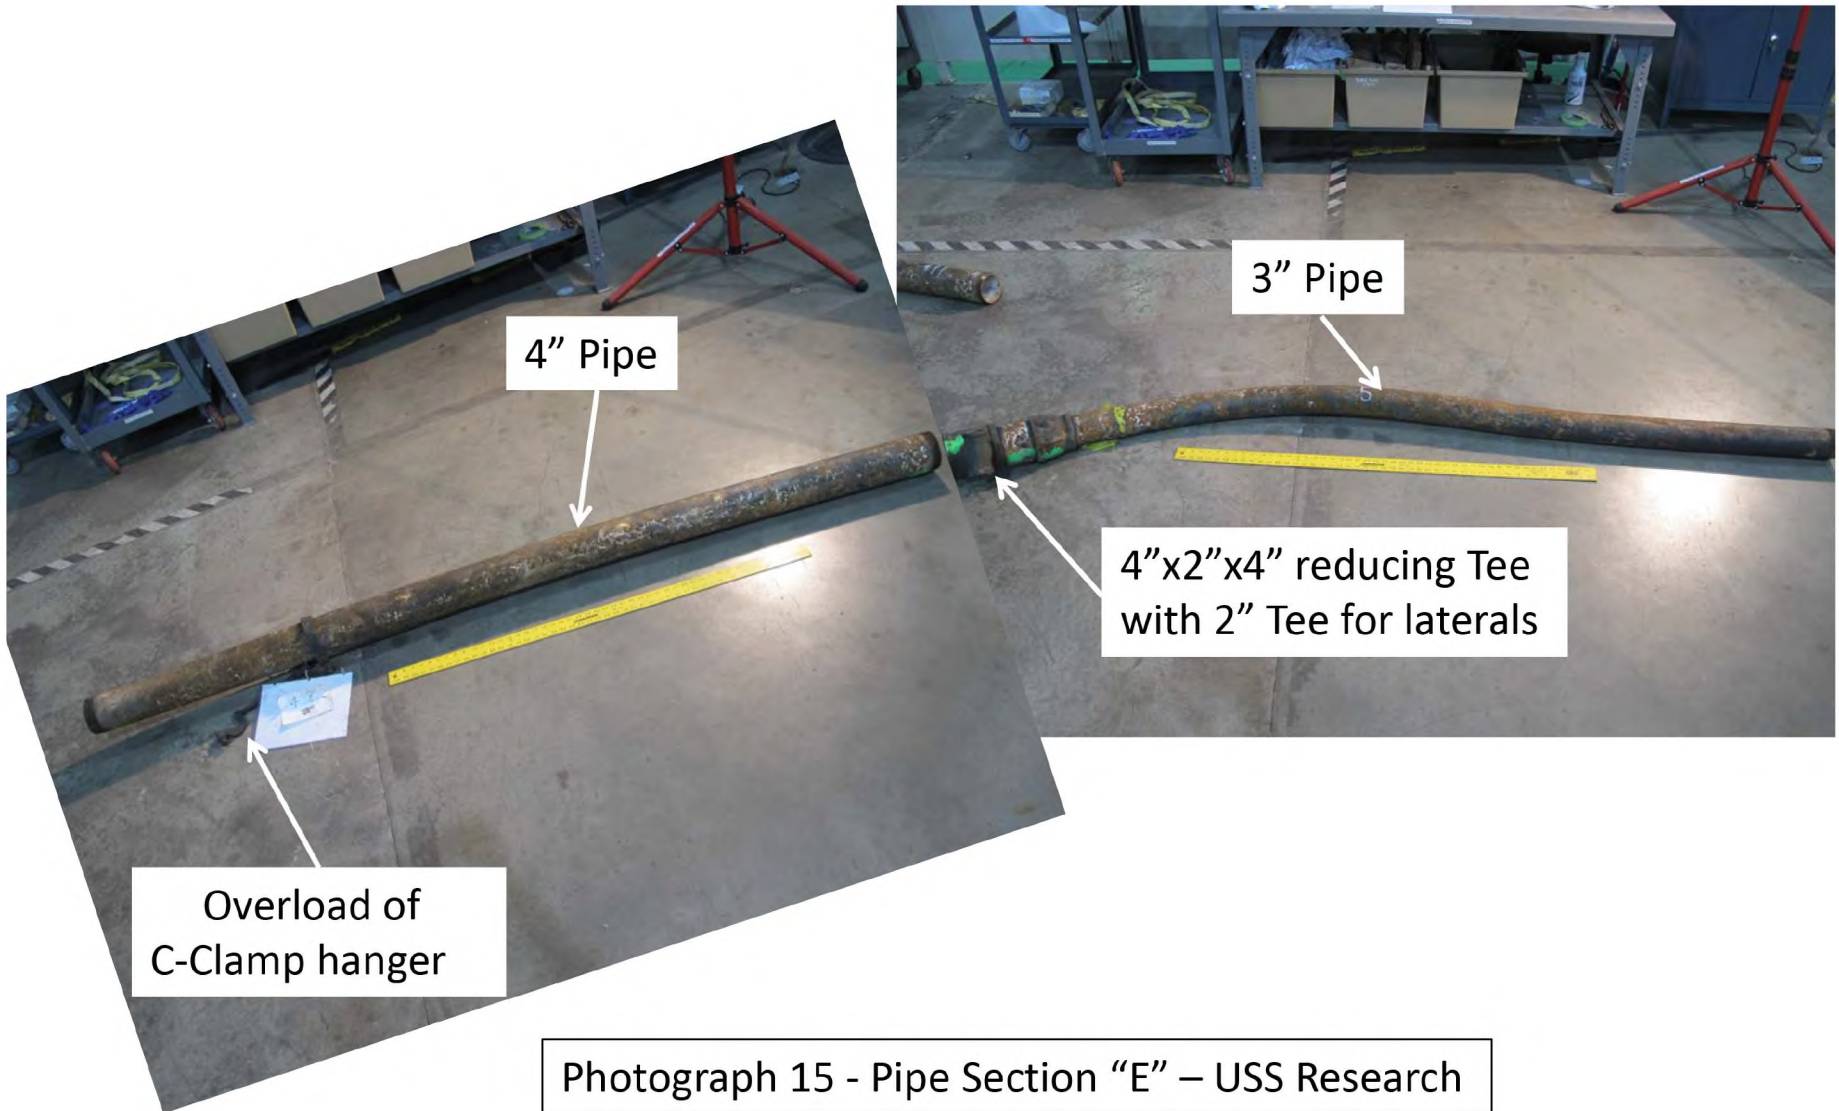 3” Pipe
4” Pipe
5
4”x2”x4” reducing Tee
with 2” Tee for laterals
Overload of
C-Clamp hanger
Photograph 15 - Pipe Section “E” – USS Research